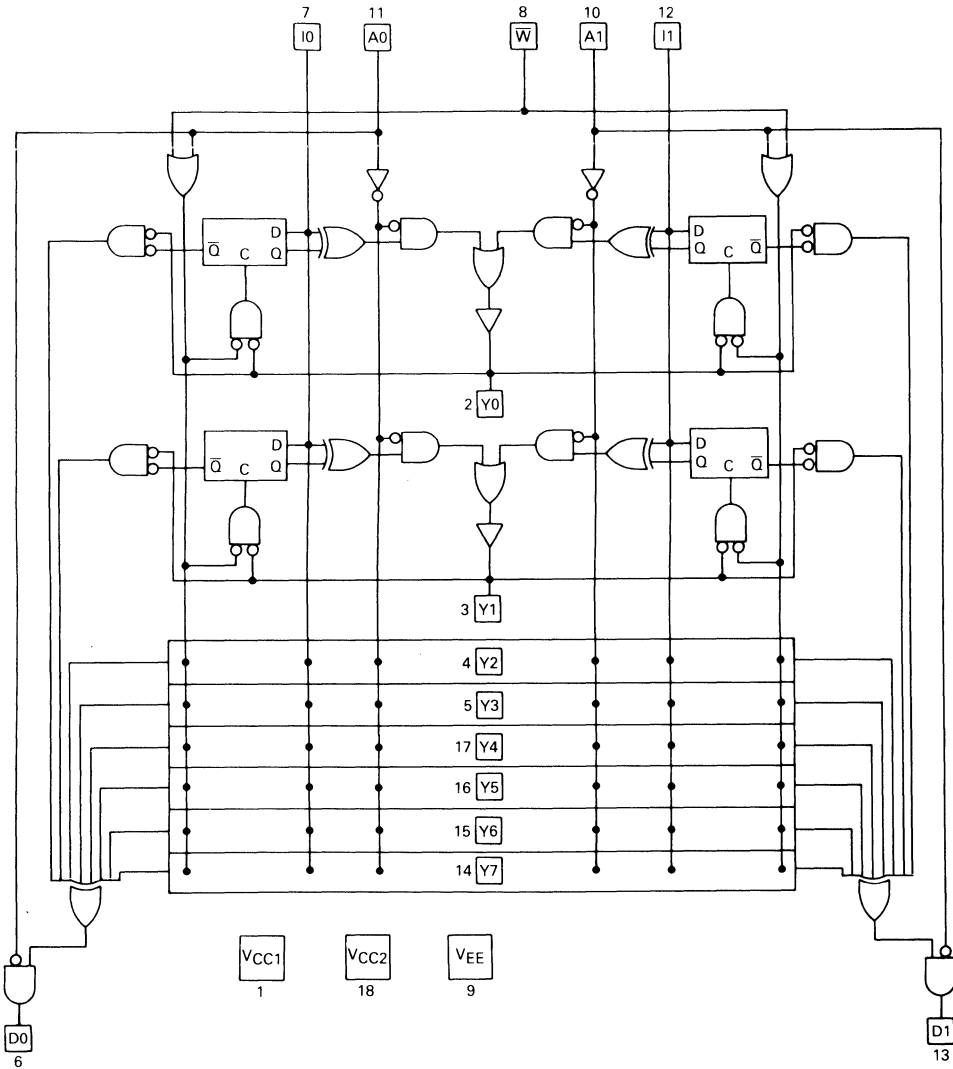 7 11 8 10 12
I0 A0 W̅ A1 I1
D D
Q̅ Q Q Q̅
C C
2 Y0
D D
Q̅ Q Q Q̅
C C
3 Y1
4 Y2
5 Y3
17 Y4
16 Y5
15 Y6
14 Y7
VCC1 VCC2 VEE
1 18 9
D0 D1
6 13